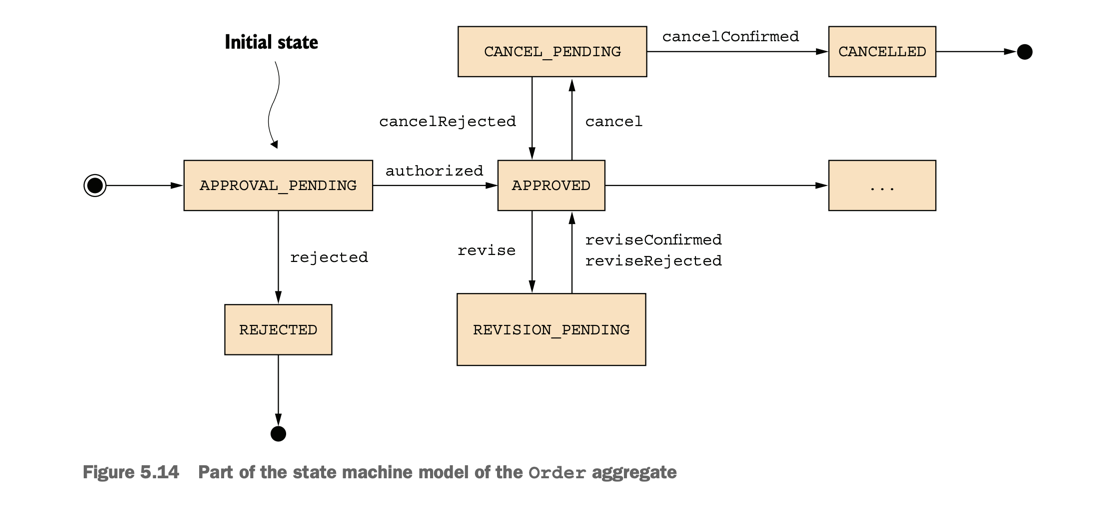 Initial state
CANCEL_PENDING
cancelConfirmed
CANCELLED
cancelRejected
cancel
APPROVAL_PENDING
authorized
APPROVED
...
rejected
revise
reviseConfirmed
reviseRejected
REJECTED
REVISION_PENDING
Figure 5.14 Part of the state machine model of the Order aggregate